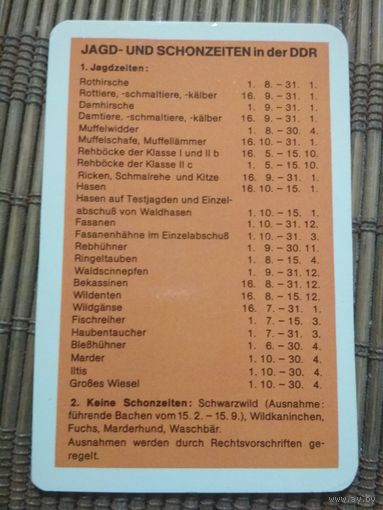 JAGD- UND SCHONZEITEN in der DDR
1. Jagdzeiten:
Rothirsche 1. 8. – 31. 1.
Rottiere, -schmaltiere, -kälber 16. 9. – 31. 1.
Damhirsche 1. 9. – 31. 1.
Damtiere, -schmaltiere, -kälber 16. 9. – 31. 1.
Muffelwidder 1. 8. – 30. 4.
Muffelschafe, Muffellämmer 16. 10. – 31. 1.
Rehböcke der Klasse I und II b 16. 5. – 15. 10.
Rehböcke der Klasse II c 1. 5. – 15. 10.
Ricken, Schmalrehe und Kitze 16. 9. – 31. 1.
Hasen 16. 10. – 15. 1.
Hasen auf Testjagden und Einzel-
abschuß von Waldhasen 1. 10. – 15. 1.
Fasanen 1. 10. – 31. 12.
Fasanenhähne im Einzelabschuß 1. 10. – 31. 3.
Rebhühner 1. 9. – 30. 11.
Ringeltauben 1. 8. – 15. 4.
Waldschnepfen 1. 9. – 31. 12.
Bekassinen 16. 8. – 31. 12.
Wildenten 16. 8. – 15. 12.
Wildgänse 16. 7. – 31. 1.
Fischreiher 1. 7. – 15. 3.
Haubentaucher 1. 7. – 31. 3.
Bleßhühner 1. 6. – 30. 4.
Marder 1. 10. – 30. 4.
Iltis 1. 10. – 30. 4.
Großes Wiesel 1. 10. – 30. 4.
2. Keine Schonzeiten: Schwarzwild (Ausnahme:
führende Bachen vom 15. 2. – 15. 9.), Wildkaninchen,
Fuchs, Marderhund, Waschbär.
Ausnahmen werden durch Rechtsvorschriften ge-
regelt.
www.ay.by